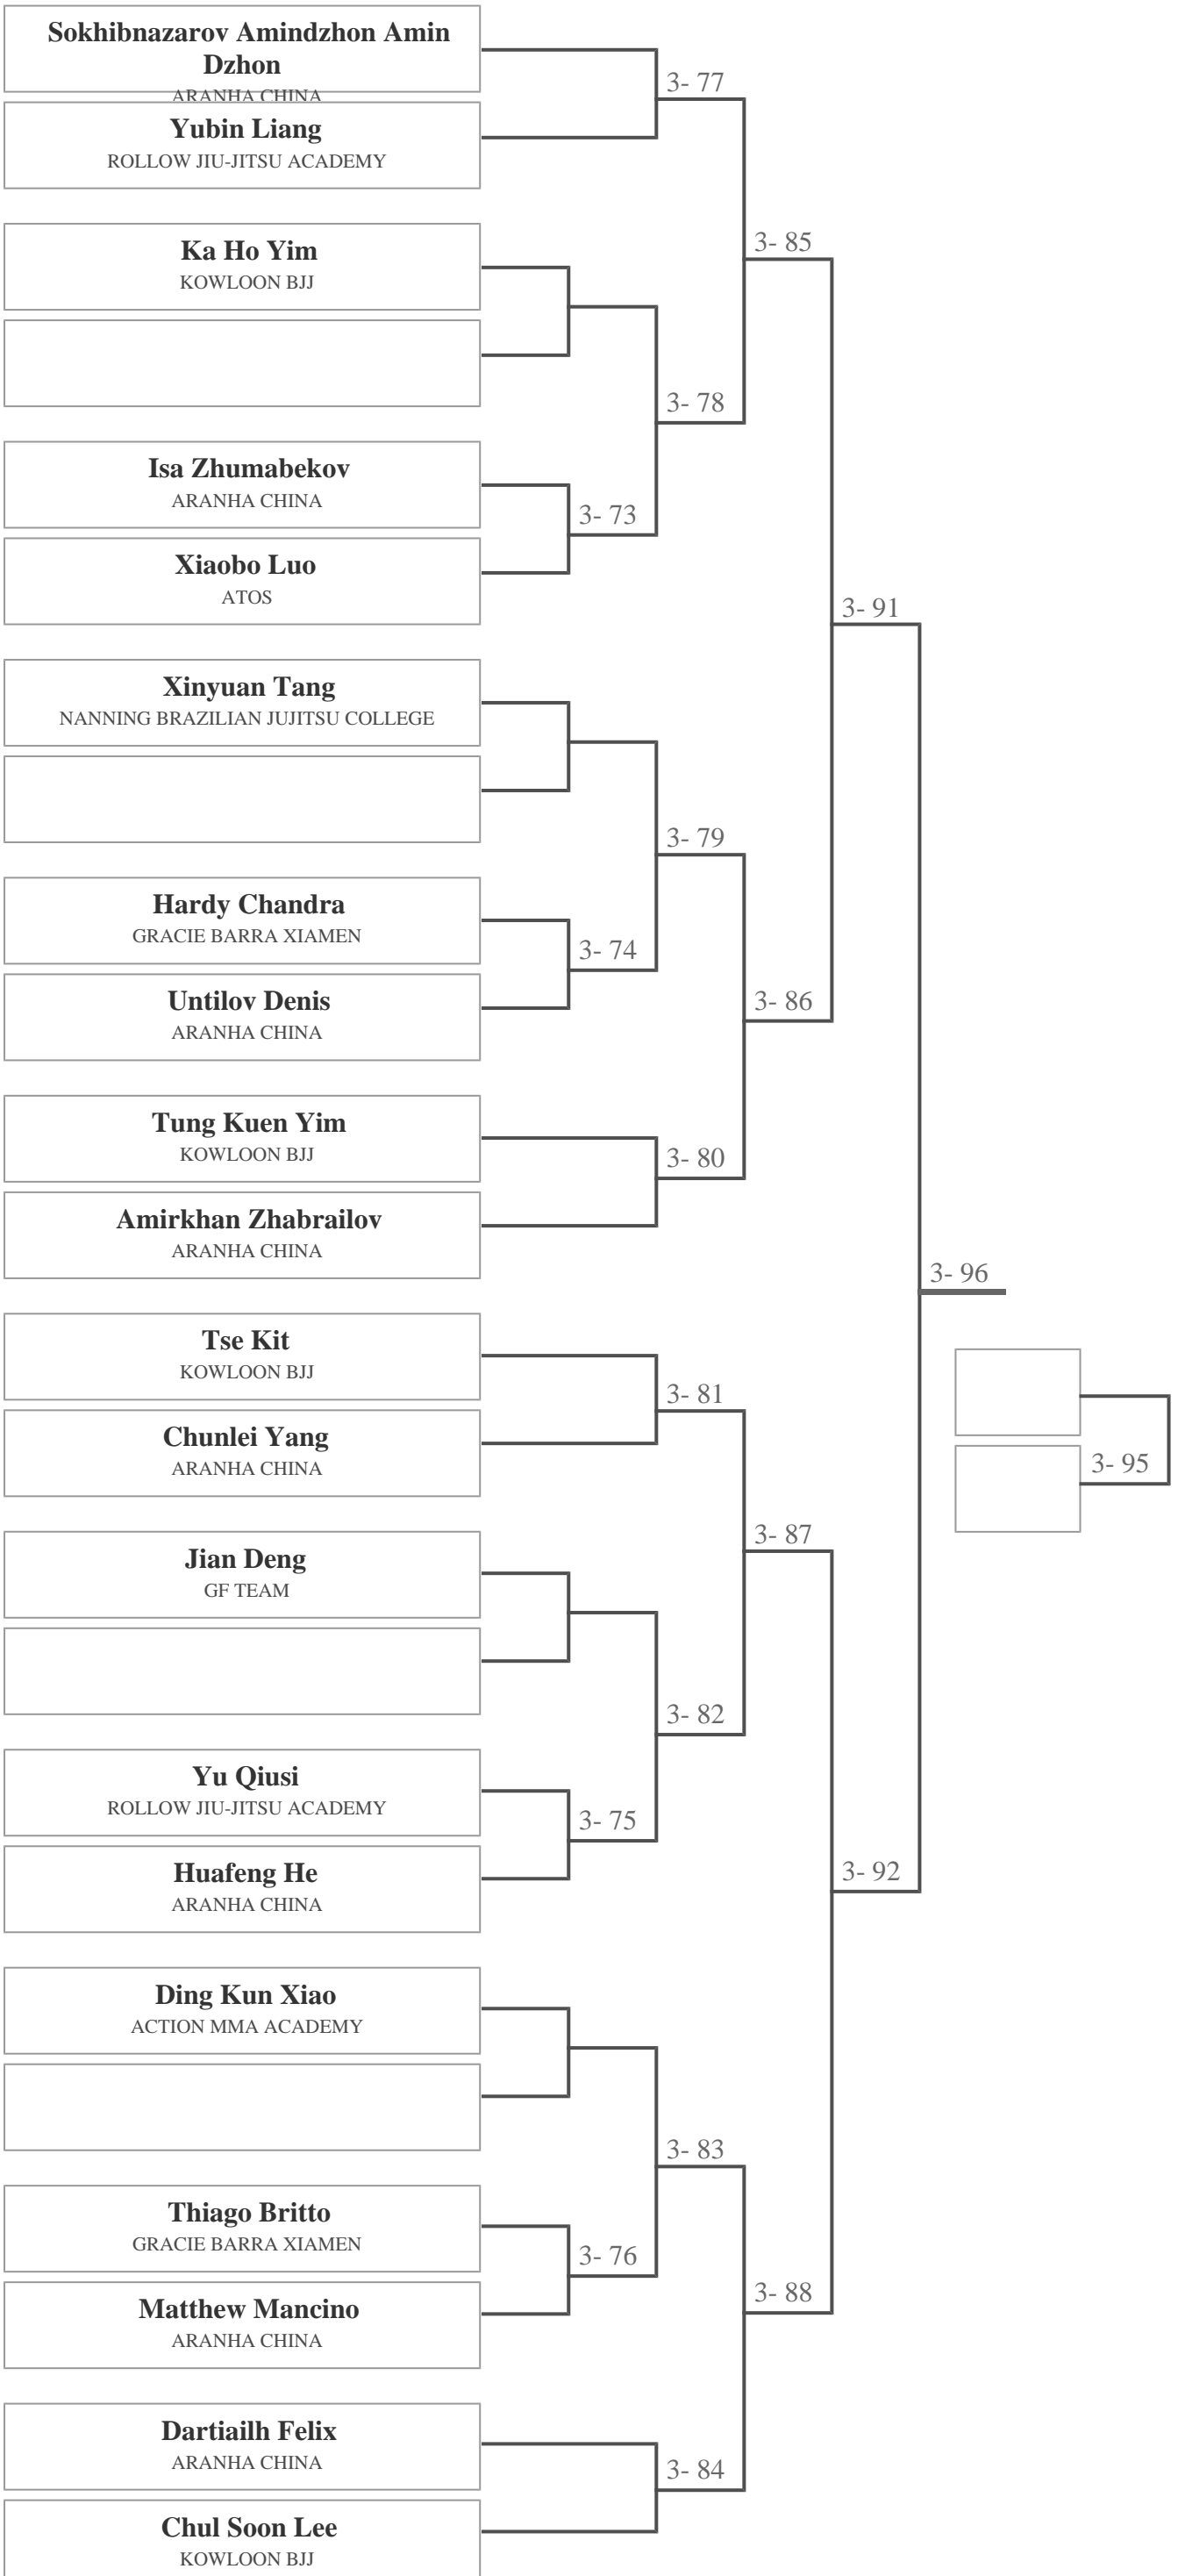 Sokhibnazarov Amindzhon Amin
Dzhon
ARANHA CHINA
3- 77
Yubin Liang
ROLLOW JIU-JITSU ACADEMY
3- 85
Ka Ho Yim
KOWLOON BJJ
3- 78
Isa Zhumabekov
ARANHA CHINA
3- 73
Xiaobo Luo
ATOS
3- 91
Xinyuan Tang
NANNING BRAZILIAN JUJITSU COLLEGE
3- 79
Hardy Chandra
GRACIE BARRA XIAMEN
3- 74
Untilov Denis
ARANHA CHINA
3- 86
Tung Kuen Yim
KOWLOON BJJ
3- 80
Amirkhan Zhabrailov
ARANHA CHINA
3- 96
Tse Kit
KOWLOON BJJ
3- 81
Chunlei Yang
ARANHA CHINA
3- 95
3- 87
Jian Deng
GF TEAM
3- 82
Yu Qiusi
ROLLOW JIU-JITSU ACADEMY
3- 75
Huafeng He
ARANHA CHINA
3- 92
Ding Kun Xiao
ACTION MMA ACADEMY
3- 83
Thiago Britto
GRACIE BARRA XIAMEN
3- 76
Matthew Mancino
ARANHA CHINA
3- 88
Dartiailh Felix
ARANHA CHINA
3- 84
Chul Soon Lee
KOWLOON BJJ